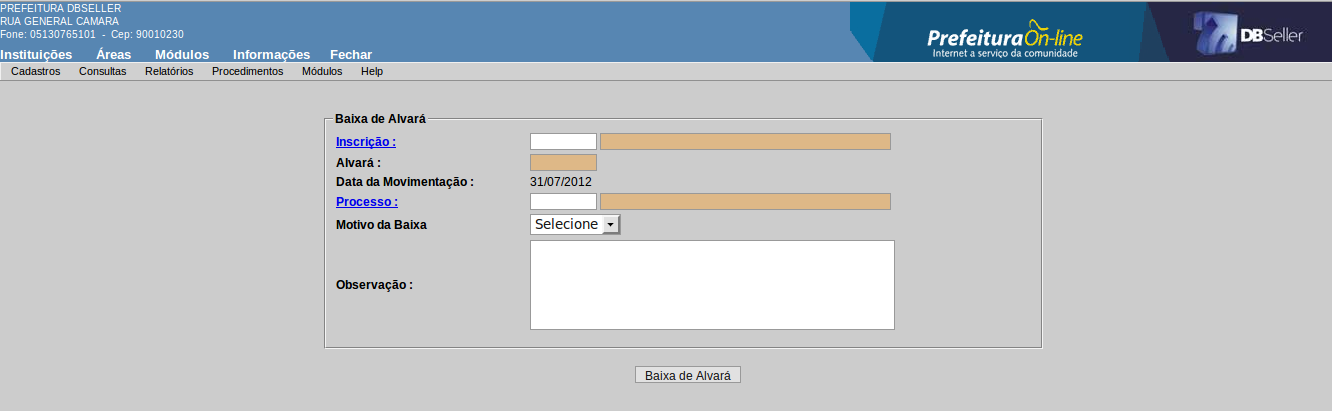 PREFEITURA DBSELLER
RUA GENERAL CAMARA
Fone: 05130765101 - Cep: 90010230
Instituições Áreas Módulos Informações Fechar
PrefeituraOn-line
Internet a serviço da comunidade
DBSeller
Cadastros Consultas Relatórios Procedimentos Módulos Help
Baixa de Alvará
Inscrição :
Alvará :
Data da Movimentação : 31/07/2012
Processo :
Motivo da Baixa Selecione
Observação :
Baixa de Alvará